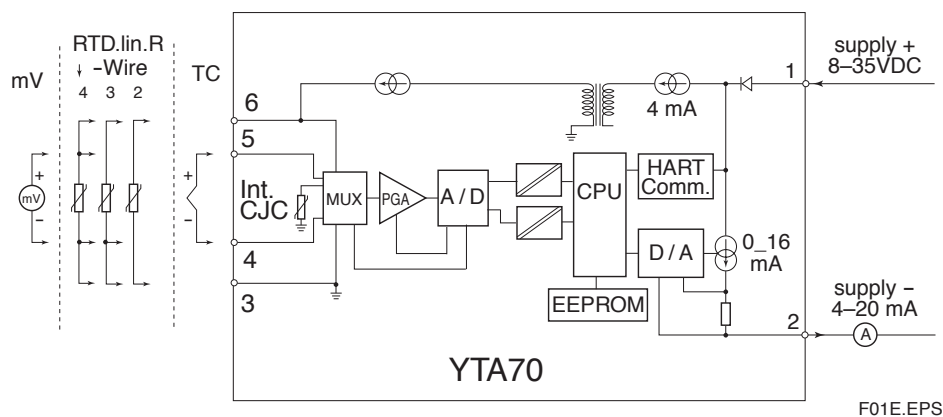 RTD.lin.R
-Wire
↓ 4 3 2
mV
TC
6
5
4
3
1
2
supply +
8–35VDC
4 mA
Int.
CJC
MUX
PGA
A / D
CPU
HART
Comm.
D / A
0_16
mA
EEPROM
supply –
4–20 mA
A
+
mV
–
+
–
YTA70
F01E.EPS